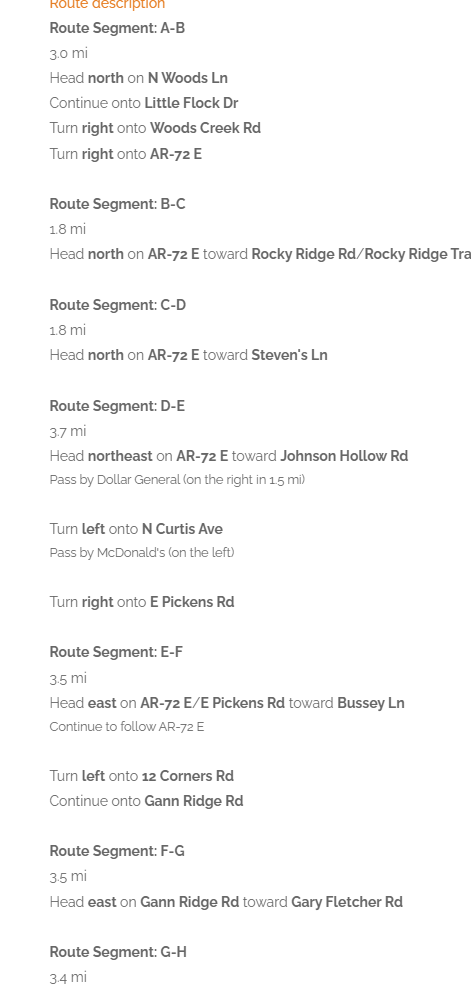 Route description
Route Segment: A-B
3.0 mi
Head north on N Woods Ln
Continue onto Little Flock Dr
Turn right onto Woods Creek Rd
Turn right onto AR-72 E
Route Segment: B-C
1.8 mi
Head north on AR-72 E toward Rocky Ridge Rd/Rocky Ridge Tra
Route Segment: C-D
1.8 mi
Head north on AR-72 E toward Steven's Ln
Route Segment: D-E
3.7 mi
Head northeast on AR-72 E toward Johnson Hollow Rd
Pass by Dollar General (on the right in 1.5 mi)
Turn left onto N Curtis Ave
Pass by McDonald's (on the left)
Turn right onto E Pickens Rd
Route Segment: E-F
3.5 mi
Head east on AR-72 E/E Pickens Rd toward Bussey Ln
Continue to follow AR-72 E
Turn left onto 12 Corners Rd
Continue onto Gann Ridge Rd
Route Segment: F-G
3.5 mi
Head east on Gann Ridge Rd toward Gary Fletcher Rd
Route Segment: G-H
3.4 mi